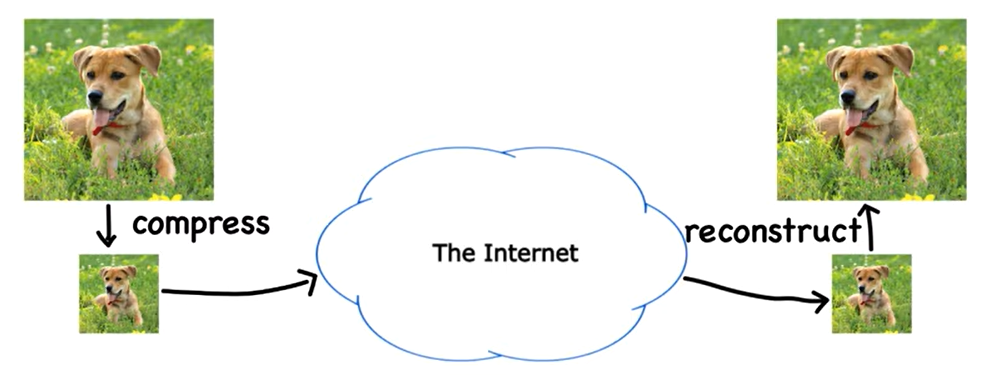 compress
The Internet
reconstruct